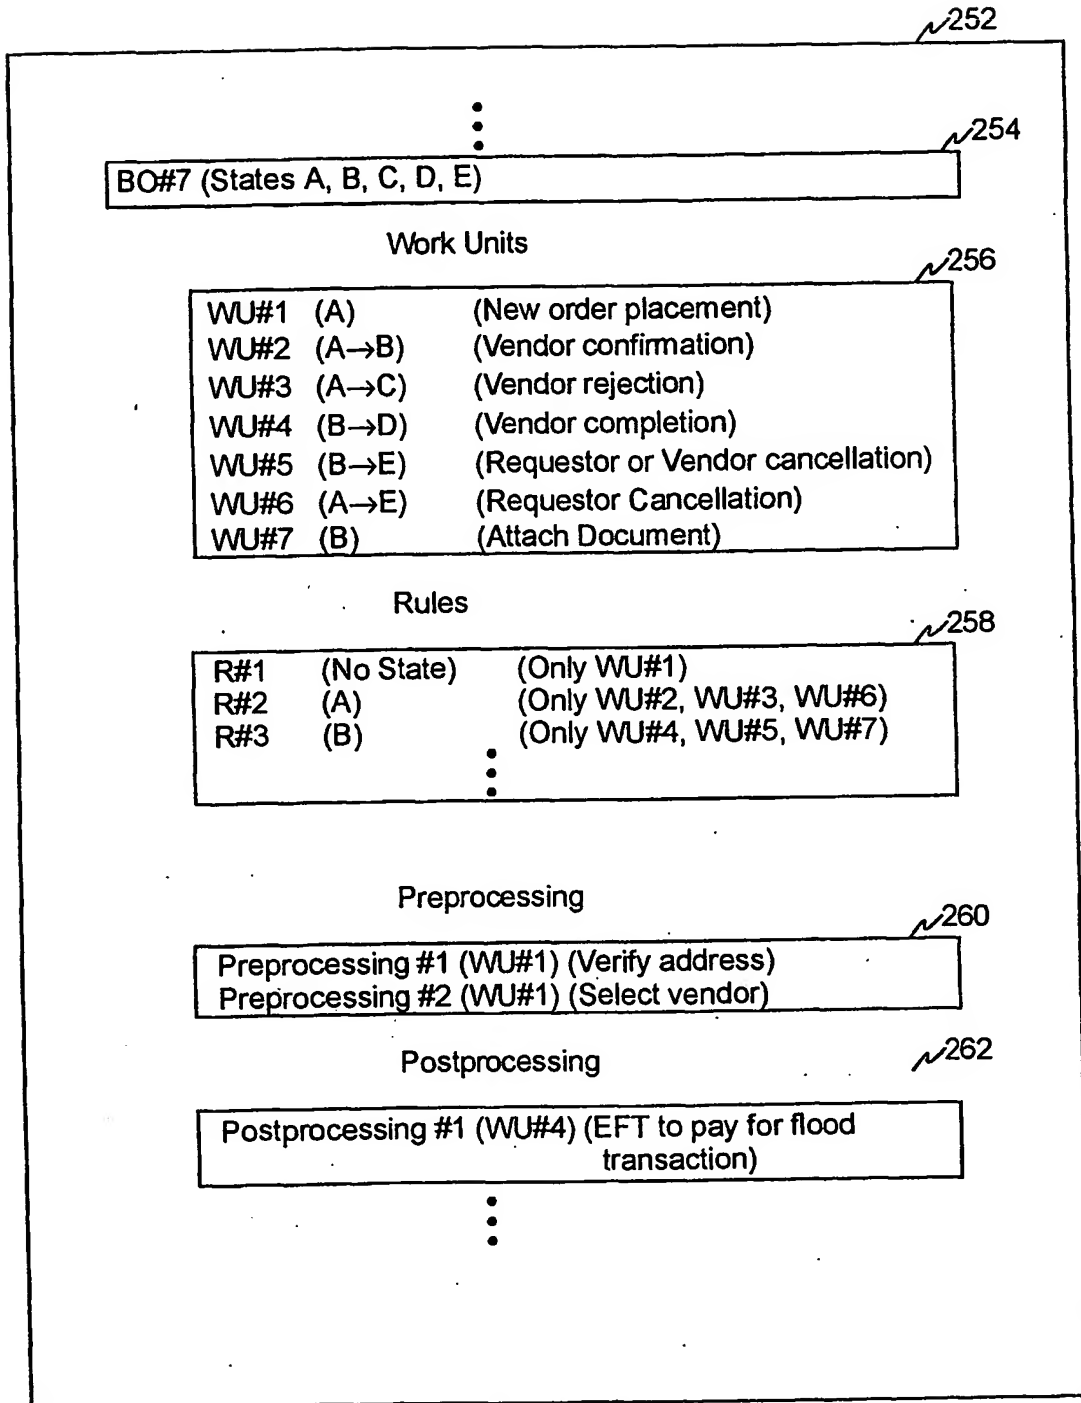 252
254
BO#7 (States A, B, C, D, E)
Work Units
256
WU#1 (A) (New order placement)
WU#2 (A→B) (Vendor confirmation)
WU#3 (A→C) (Vendor rejection)
WU#4 (B→D) (Vendor completion)
WU#5 (B→E) (Requestor or Vendor cancellation)
WU#6 (A→E) (Requestor Cancellation)
WU#7 (B) (Attach Document)
Rules
258
R#1 (No State) (Only WU#1)
R#2 (A) (Only WU#2, WU#3, WU#6)
R#3 (B) (Only WU#4, WU#5, WU#7)
Preprocessing
260
Preprocessing #1 (WU#1) (Verify address)
Preprocessing #2 (WU#1) (Select vendor)
Postprocessing
262
Postprocessing #1 (WU#4) (EFT to pay for flood
transaction)